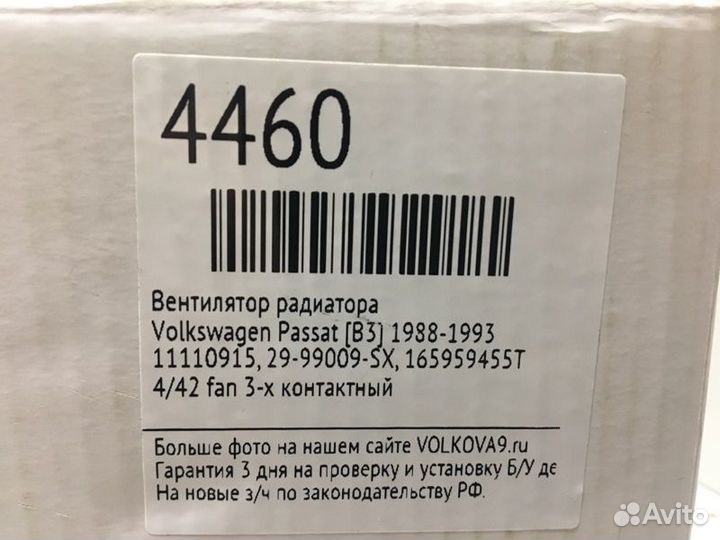 4460
Вентилятор радиатора
Volkswagen Passat [B3] 1988-1993
11110915, 29-99009-SX, 165959455T
4/42 fan 3-х контактный
Больше фото на нашем сайте VOLKOVA9.ru
Гарантия 3 дня на проверку и установку Б/У де
На новые з/ч по законодательству РФ.
Avito